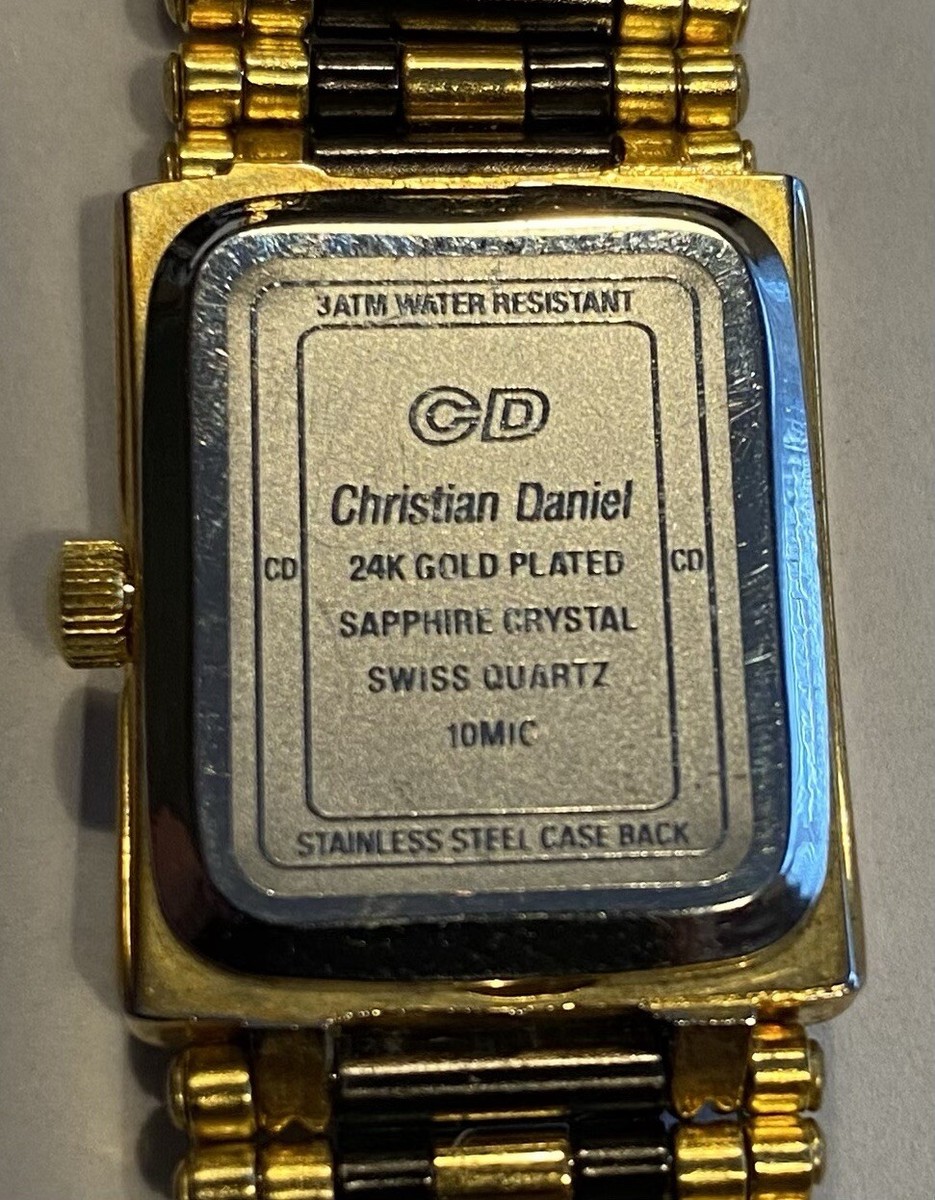 3ATM WATER RESISTANT
CD
Christian Daniel
CD 24K GOLD PLATED CD
SAPPHIRE CRYSTAL
SWISS QUARTZ
10MIC
STAINLESS STEEL CASE BACK